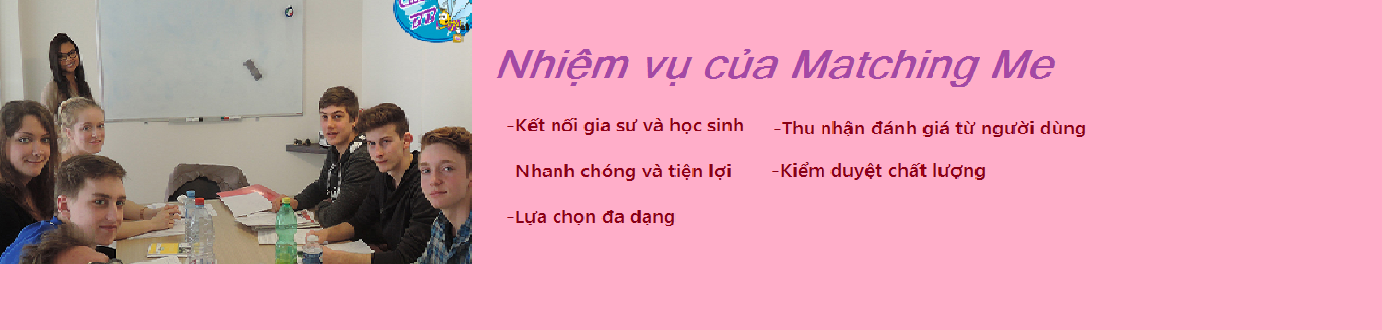 Nhiệm vụ của Matching Me
-Kết nối gia sư và học sinh
Nhanh chóng và tiện lợi
-Lựa chọn đa dạng
-Thu nhận đánh giá từ người dùng
-Kiểm duyệt chất lượng